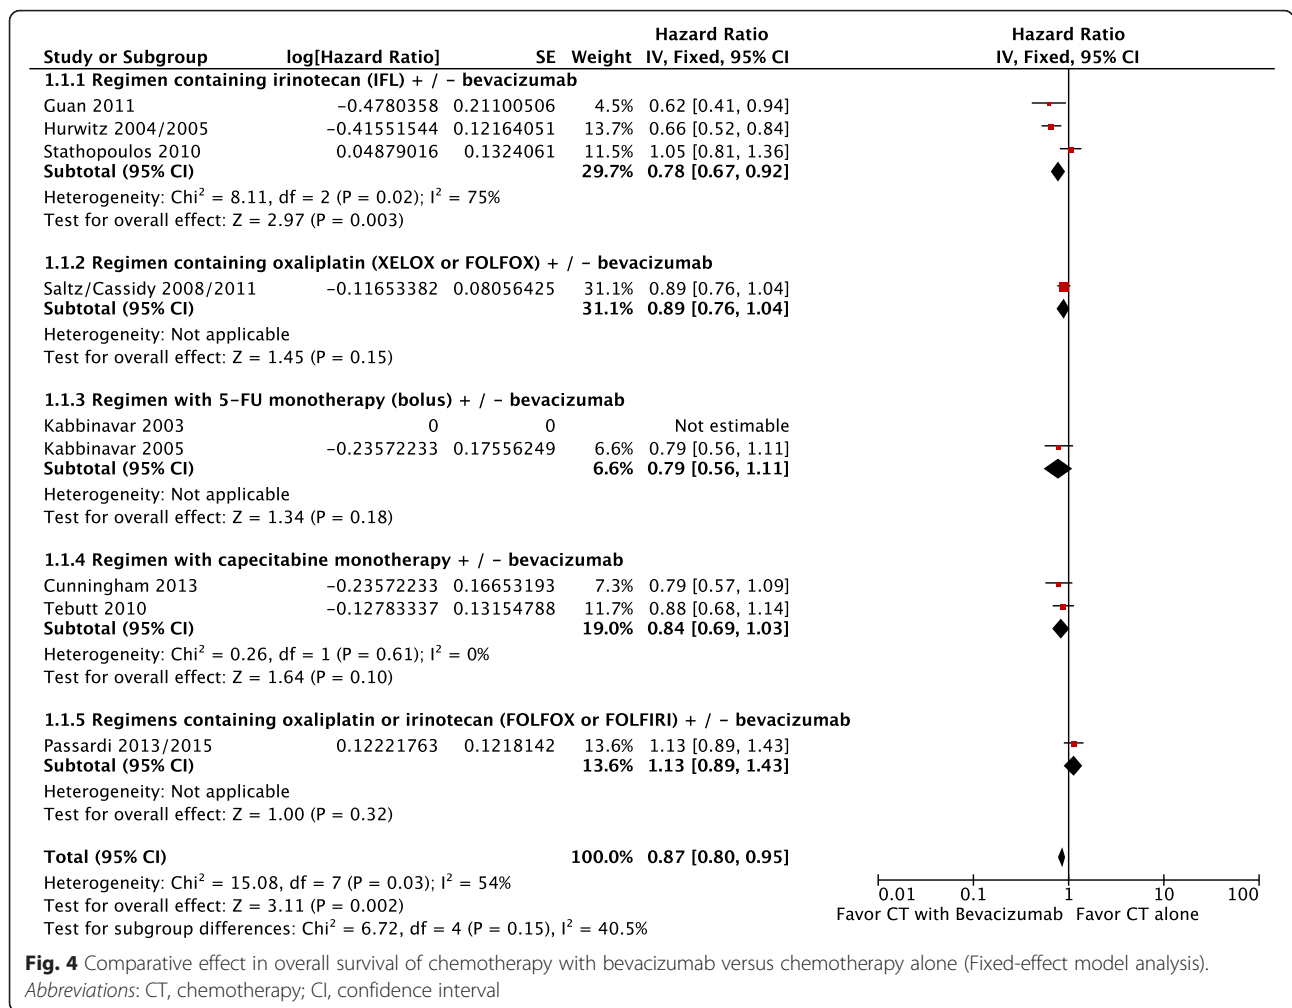 Hazard Ratio Hazard Ratio
Study or Subgroup log[Hazard Ratio] SE Weight IV, Fixed, 95% CI IV, Fixed, 95% CI
1.1.1 Regimen containing irinotecan (IFL) + / – bevacizumab
Guan 2011 −0.4780358 0.21100506 4.5% 0.62 [0.41, 0.94]
Hurwitz 2004/2005 −0.41551544 0.12164051 13.7% 0.66 [0.52, 0.84]
Stathopoulos 2010 0.04879016 0.1324061 11.5% 1.05 [0.81, 1.36]
Subtotal (95% CI) 29.7% 0.78 [0.67, 0.92]
Heterogeneity: Chi² = 8.11, df = 2 (P = 0.02); I² = 75%
Test for overall effect: Z = 2.97 (P = 0.003)
1.1.2 Regimen containing oxaliplatin (XELOX or FOLFOX) + / – bevacizumab
Saltz/Cassidy 2008/2011 −0.11653382 0.08056425 31.1% 0.89 [0.76, 1.04]
Subtotal (95% CI) 31.1% 0.89 [0.76, 1.04]
Heterogeneity: Not applicable
Test for overall effect: Z = 1.45 (P = 0.15)
1.1.3 Regimen with 5–FU monotherapy (bolus) + / – bevacizumab
Kabbinavar 2003 0 0 Not estimable
Kabbinavar 2005 −0.23572233 0.17556249 6.6% 0.79 [0.56, 1.11]
Subtotal (95% CI) 6.6% 0.79 [0.56, 1.11]
Heterogeneity: Not applicable
Test for overall effect: Z = 1.34 (P = 0.18)
1.1.4 Regimen with capecitabine monotherapy + / – bevacizumab
Cunningham 2013 −0.23572233 0.16653193 7.3% 0.79 [0.57, 1.09]
Tebutt 2010 −0.12783337 0.13154788 11.7% 0.88 [0.68, 1.14]
Subtotal (95% CI) 19.0% 0.84 [0.69, 1.03]
Heterogeneity: Chi² = 0.26, df = 1 (P = 0.61); I² = 0%
Test for overall effect: Z = 1.64 (P = 0.10)
1.1.5 Regimens containing oxaliplatin or irinotecan (FOLFOX or FOLFIRI) + / – bevacizumab
Passardi 2013/2015 0.12221763 0.1218142 13.6% 1.13 [0.89, 1.43]
Subtotal (95% CI) 13.6% 1.13 [0.89, 1.43]
Heterogeneity: Not applicable
Test for overall effect: Z = 1.00 (P = 0.32)
Total (95% CI) 100.0% 0.87 [0.80, 0.95]
Heterogeneity: Chi² = 15.08, df = 7 (P = 0.03); I² = 54%
Test for overall effect: Z = 3.11 (P = 0.002)
Test for subgroup differences: Chi² = 6.72, df = 4 (P = 0.15), I² = 40.5%
0.01 0.1 1 10 100
Favor CT with Bevacizumab Favor CT alone
Fig. 4 Comparative effect in overall survival of chemotherapy with bevacizumab versus chemotherapy alone (Fixed-effect model analysis).
Abbreviations: CT, chemotherapy; CI, confidence interval